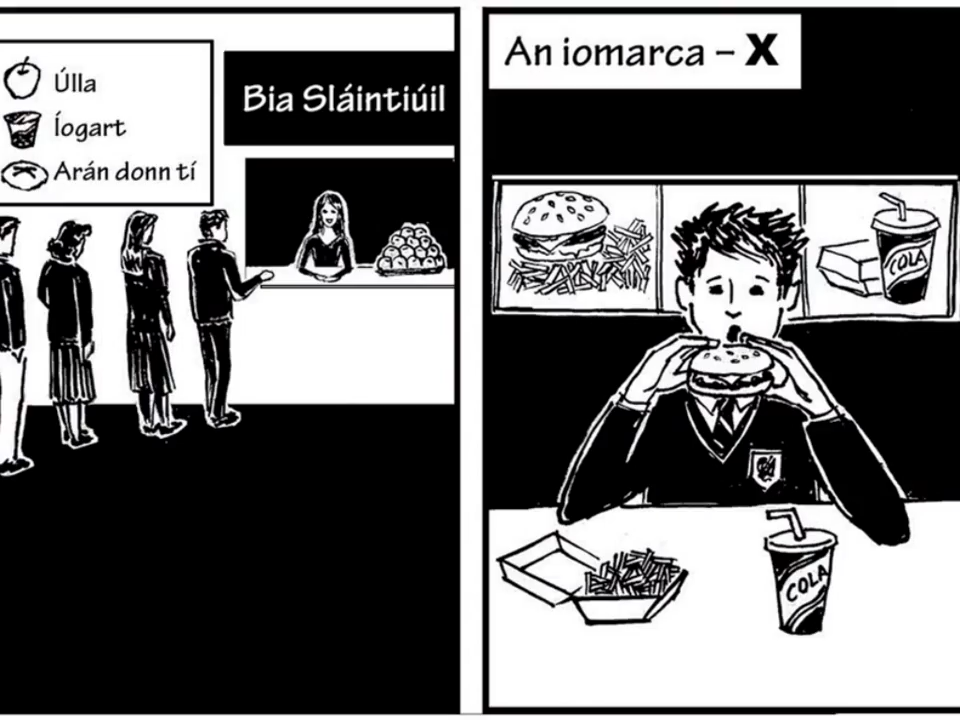 Úlla
Íogart
Arán donn tí
Bia Sláintiúil
An iomarca – X
COLA
COLA